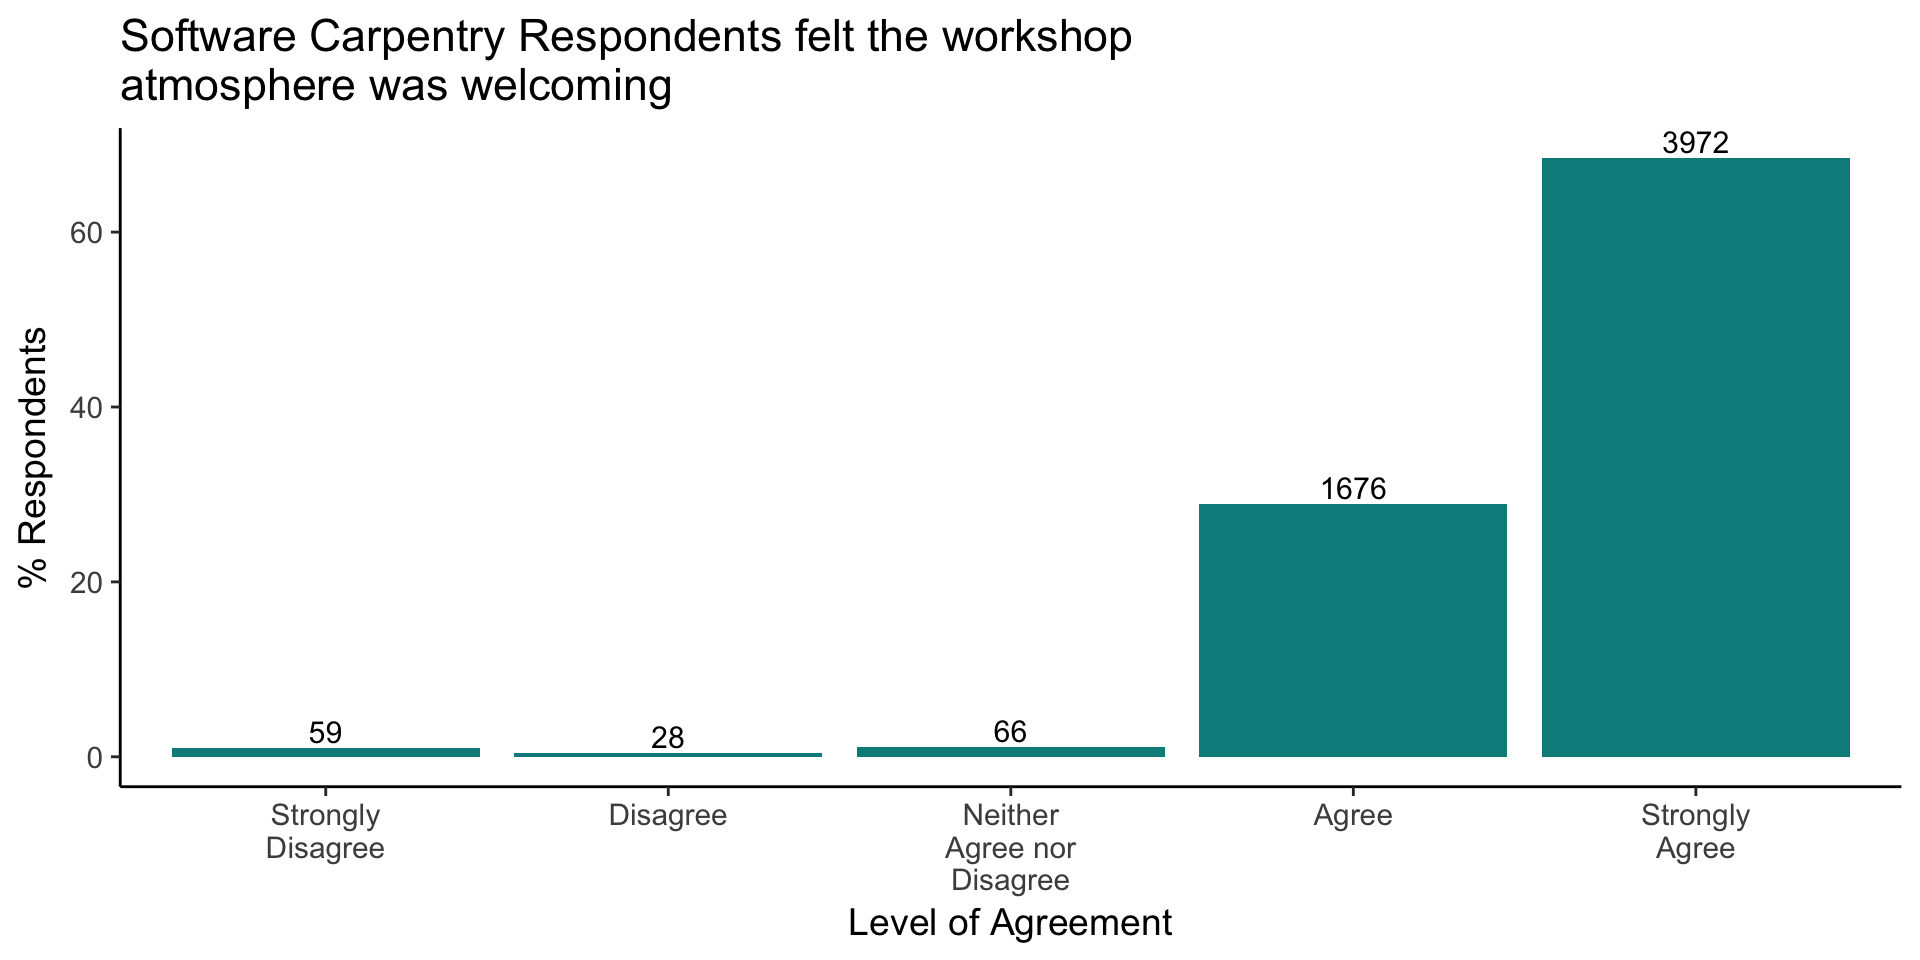 Software Carpentry Respondents felt the workshop
atmosphere was welcoming
% Respondents
60
40
20
0
59
28
66
1676
3972
Strongly
Disagree
Disagree
Neither
Agree nor
Disagree
Agree
Strongly
Agree
Level of Agreement